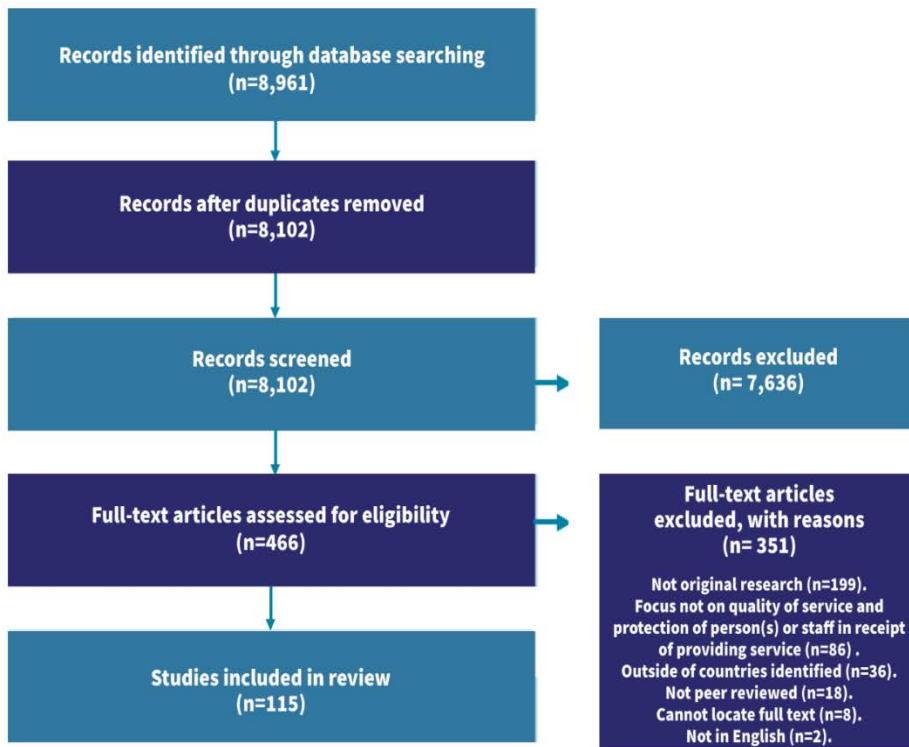 Records identified through database searching
(n=8,961)
Records after duplicates removed
(n=8,102)
Records screened
(n=8,102)
Records excluded
(n= 7,636)
Full-text articles assessed for eligibility
(n=466)
Full-text articles
excluded, with reasons
(n= 351)
Not original research (n=199).
Focus not on quality of service and
protection of person(s) or staff in receipt
of providing service (n=86) .
Outside of countries identified (n=36).
Not peer reviewed (n=18).
Cannot locate full text (n=8).
Not in English (n=2).
Studies included in review
(n=115)